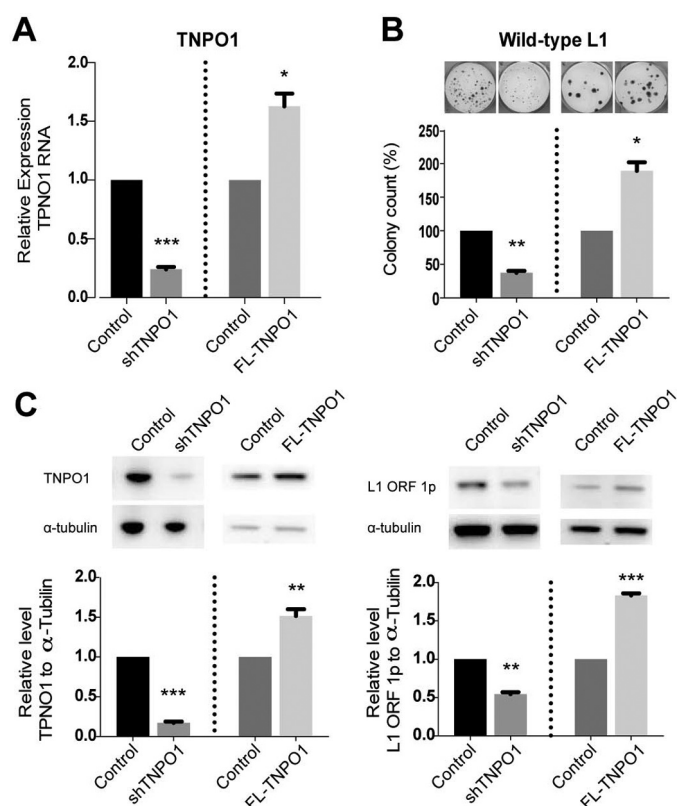 A
TNPO1
Relative Expression
TPNO1 RNA
2.0
1.5
1.0
0.5
0.0
***
*
Control
shTNPO1
Control
FL-TNPO1
B
Wild-type L1
Colony count (%)
250
200
150
100
50
0
**
*
Control
shTNPO1
Control
FL-TNPO1
C
Control
shTNPO1
Control
FL-TNPO1
TNPO1
α-tubulin
Relative level
TPNO1 to α-Tubilin
2.0
1.5
1.0
0.5
0.0
***
**
Control
shTNPO1
Control
FL-TNPO1
Control
shTNPO1
Control
FL-TNPO1
L1 ORF 1p
α-tubulin
Relative level
L1 ORF 1p to α-Tubulin
2.0
1.5
1.0
0.5
0.0
**
***
Control
shTNPO1
Control
FL-TNPO1